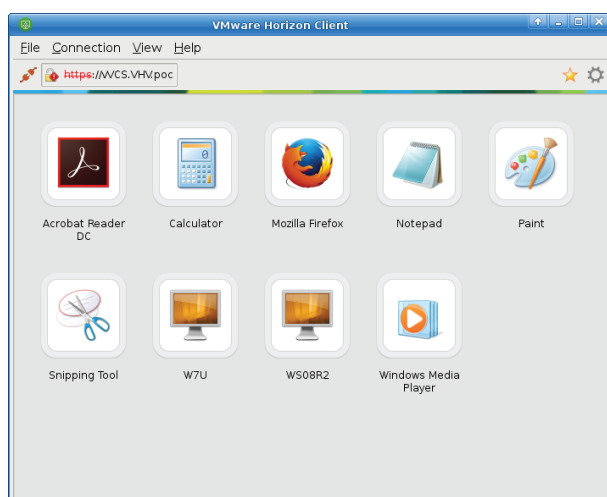 VMware Horizon Client
File Connection View Help
https://VVCS.VHV.poc
Acrobat Reader
DC
Calculator
Mozilla Firefox
Notepad
Paint
Snipping Tool
W7U
WS08R2
Windows Media
Player